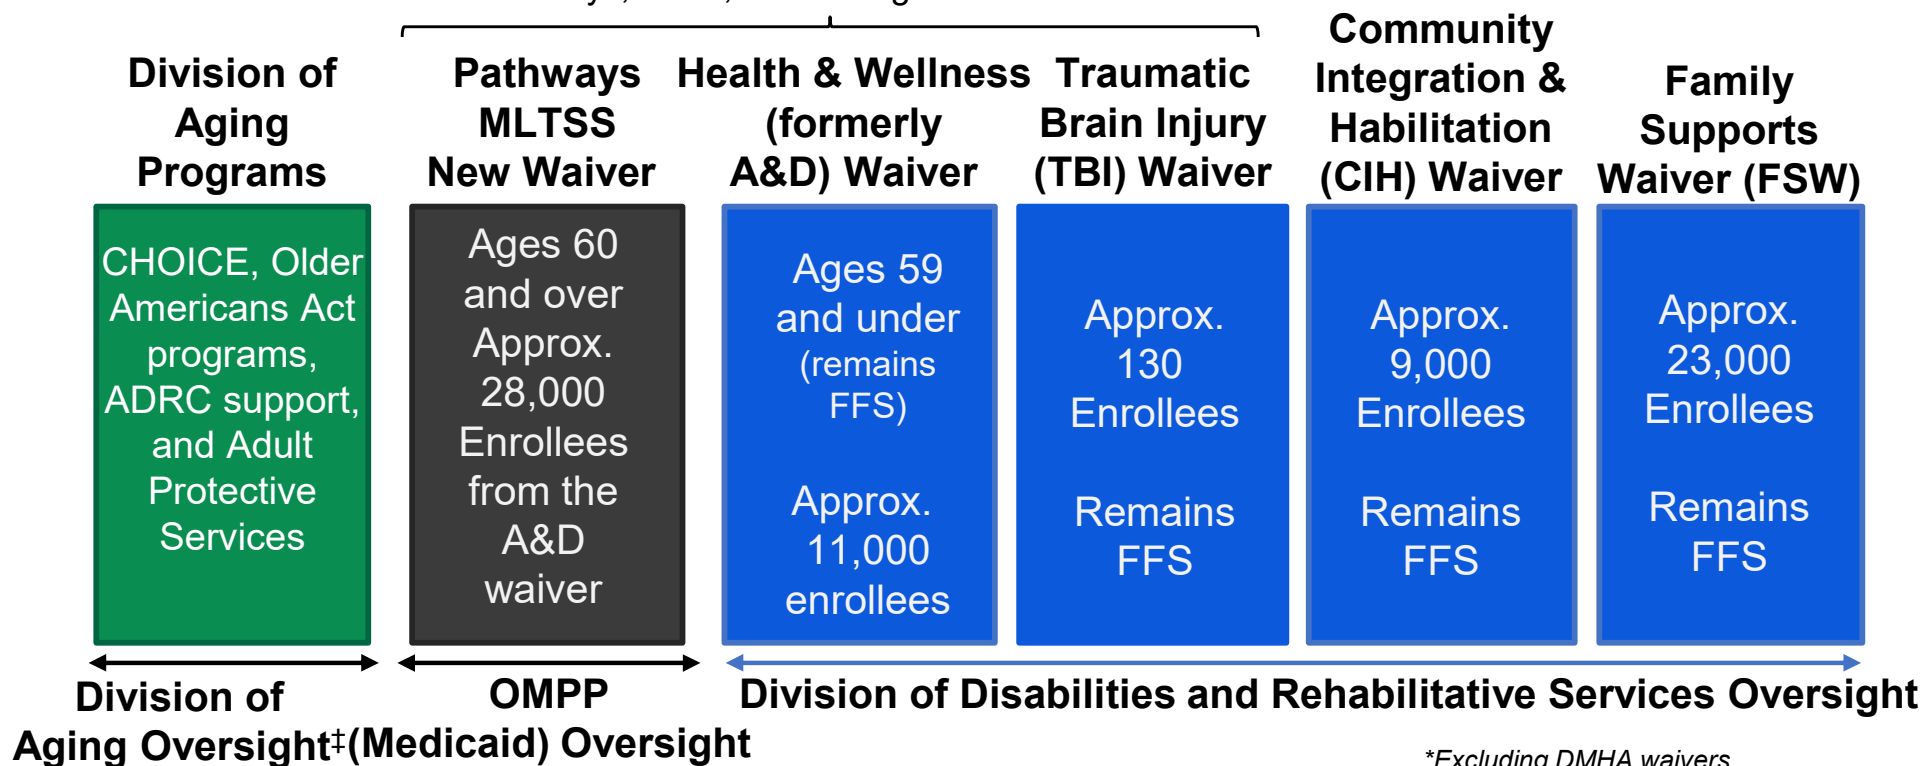 Division of
Aging
Programs
Pathways
MLTSS
New Waiver
Health & Wellness
(formerly
A&D) Waiver
Traumatic
Brain Injury
(TBI) Waiver
Community
Integration &
Habilitation
(CIH) Waiver
Family
Supports
Waiver (FSW)
CHOICE, Older
Americans Act
programs,
ADRC support,
and Adult
Protective
Services
Ages 60
and over
Approx.
28,000
Enrollees
from the
A&D
waiver
Ages 59
and under
(remains
FFS)
Approx.
11,000
enrollees
Approx.
130
Enrollees
Remains
FFS
Approx.
9,000
Enrollees
Remains
FFS
Approx.
23,000
Enrollees
Remains
FFS
Division of
Aging Oversight‡
OMPP
(Medicaid) Oversight
Division of Disabilities and Rehabilitative Services Oversight
*Excluding DMHA waivers